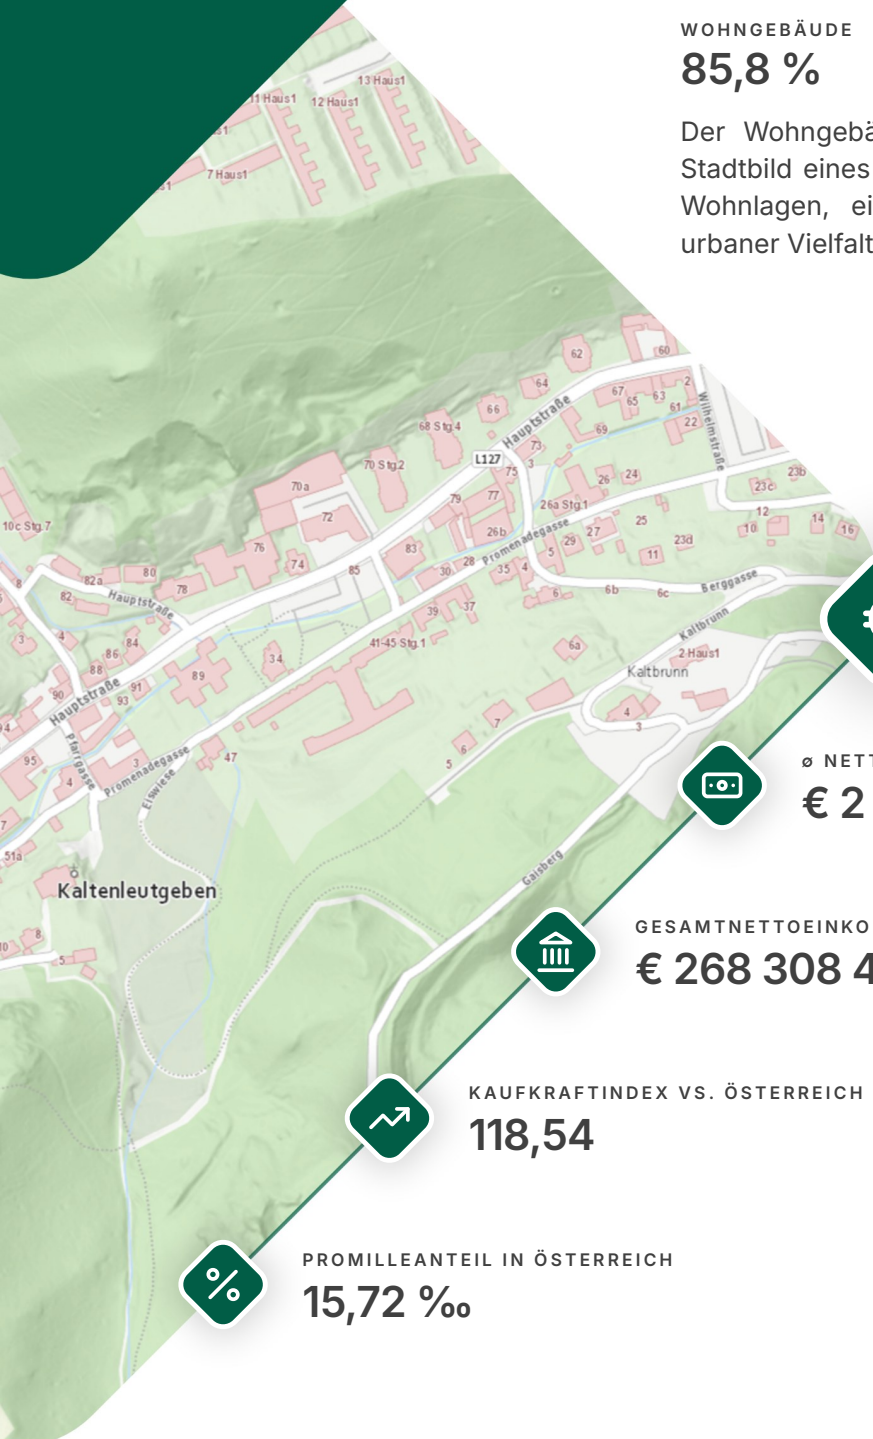 WOHNGEBÄUDE
85,8 %
Der Wohngebä
Stadtbild eines
Wohnlagen, ei
urbaner Vielfalt
13 Haus1
11 Haus1
12 Haus1
7 Haus1
62
60
64
66
67
65
63
2
61
22
Wilhelmstraße
68 Stg.4
Hauptstraße
69
73
L127
70 Stg.2
75
3
70a
79
77
26
24
23b
23c
10c Stg.7
72
26a Stg.1
25
12
14
16
10
76
83
26b
Promenadegasse
29
27
23d
11
5
74
85
30
28
35
4
82a
80
78
8
82
Hauptstraße
39
37
6
6b
6c
Berggasse
Kaltbrunn
3
4
84
86
88
41-45 Stg.1
6a
2 Haus1
34
Kaltbrunn
89
90
91
93
Hauptstraße
94
4
3
7
6
5
95
Pfarrgasse
3
Promenadegasse
47
4
Eiswiese
7
51a
Gaisberg
Kaltenleutgeben
8
10
5
ø NETT
€ 2
GESAMTNETTOEINKO
€ 268 308 4
KAUFKRAFTINDEX VS. ÖSTERREICH
118,54
PROMILLEANTEIL IN ÖSTERREICH
15,72 ‰